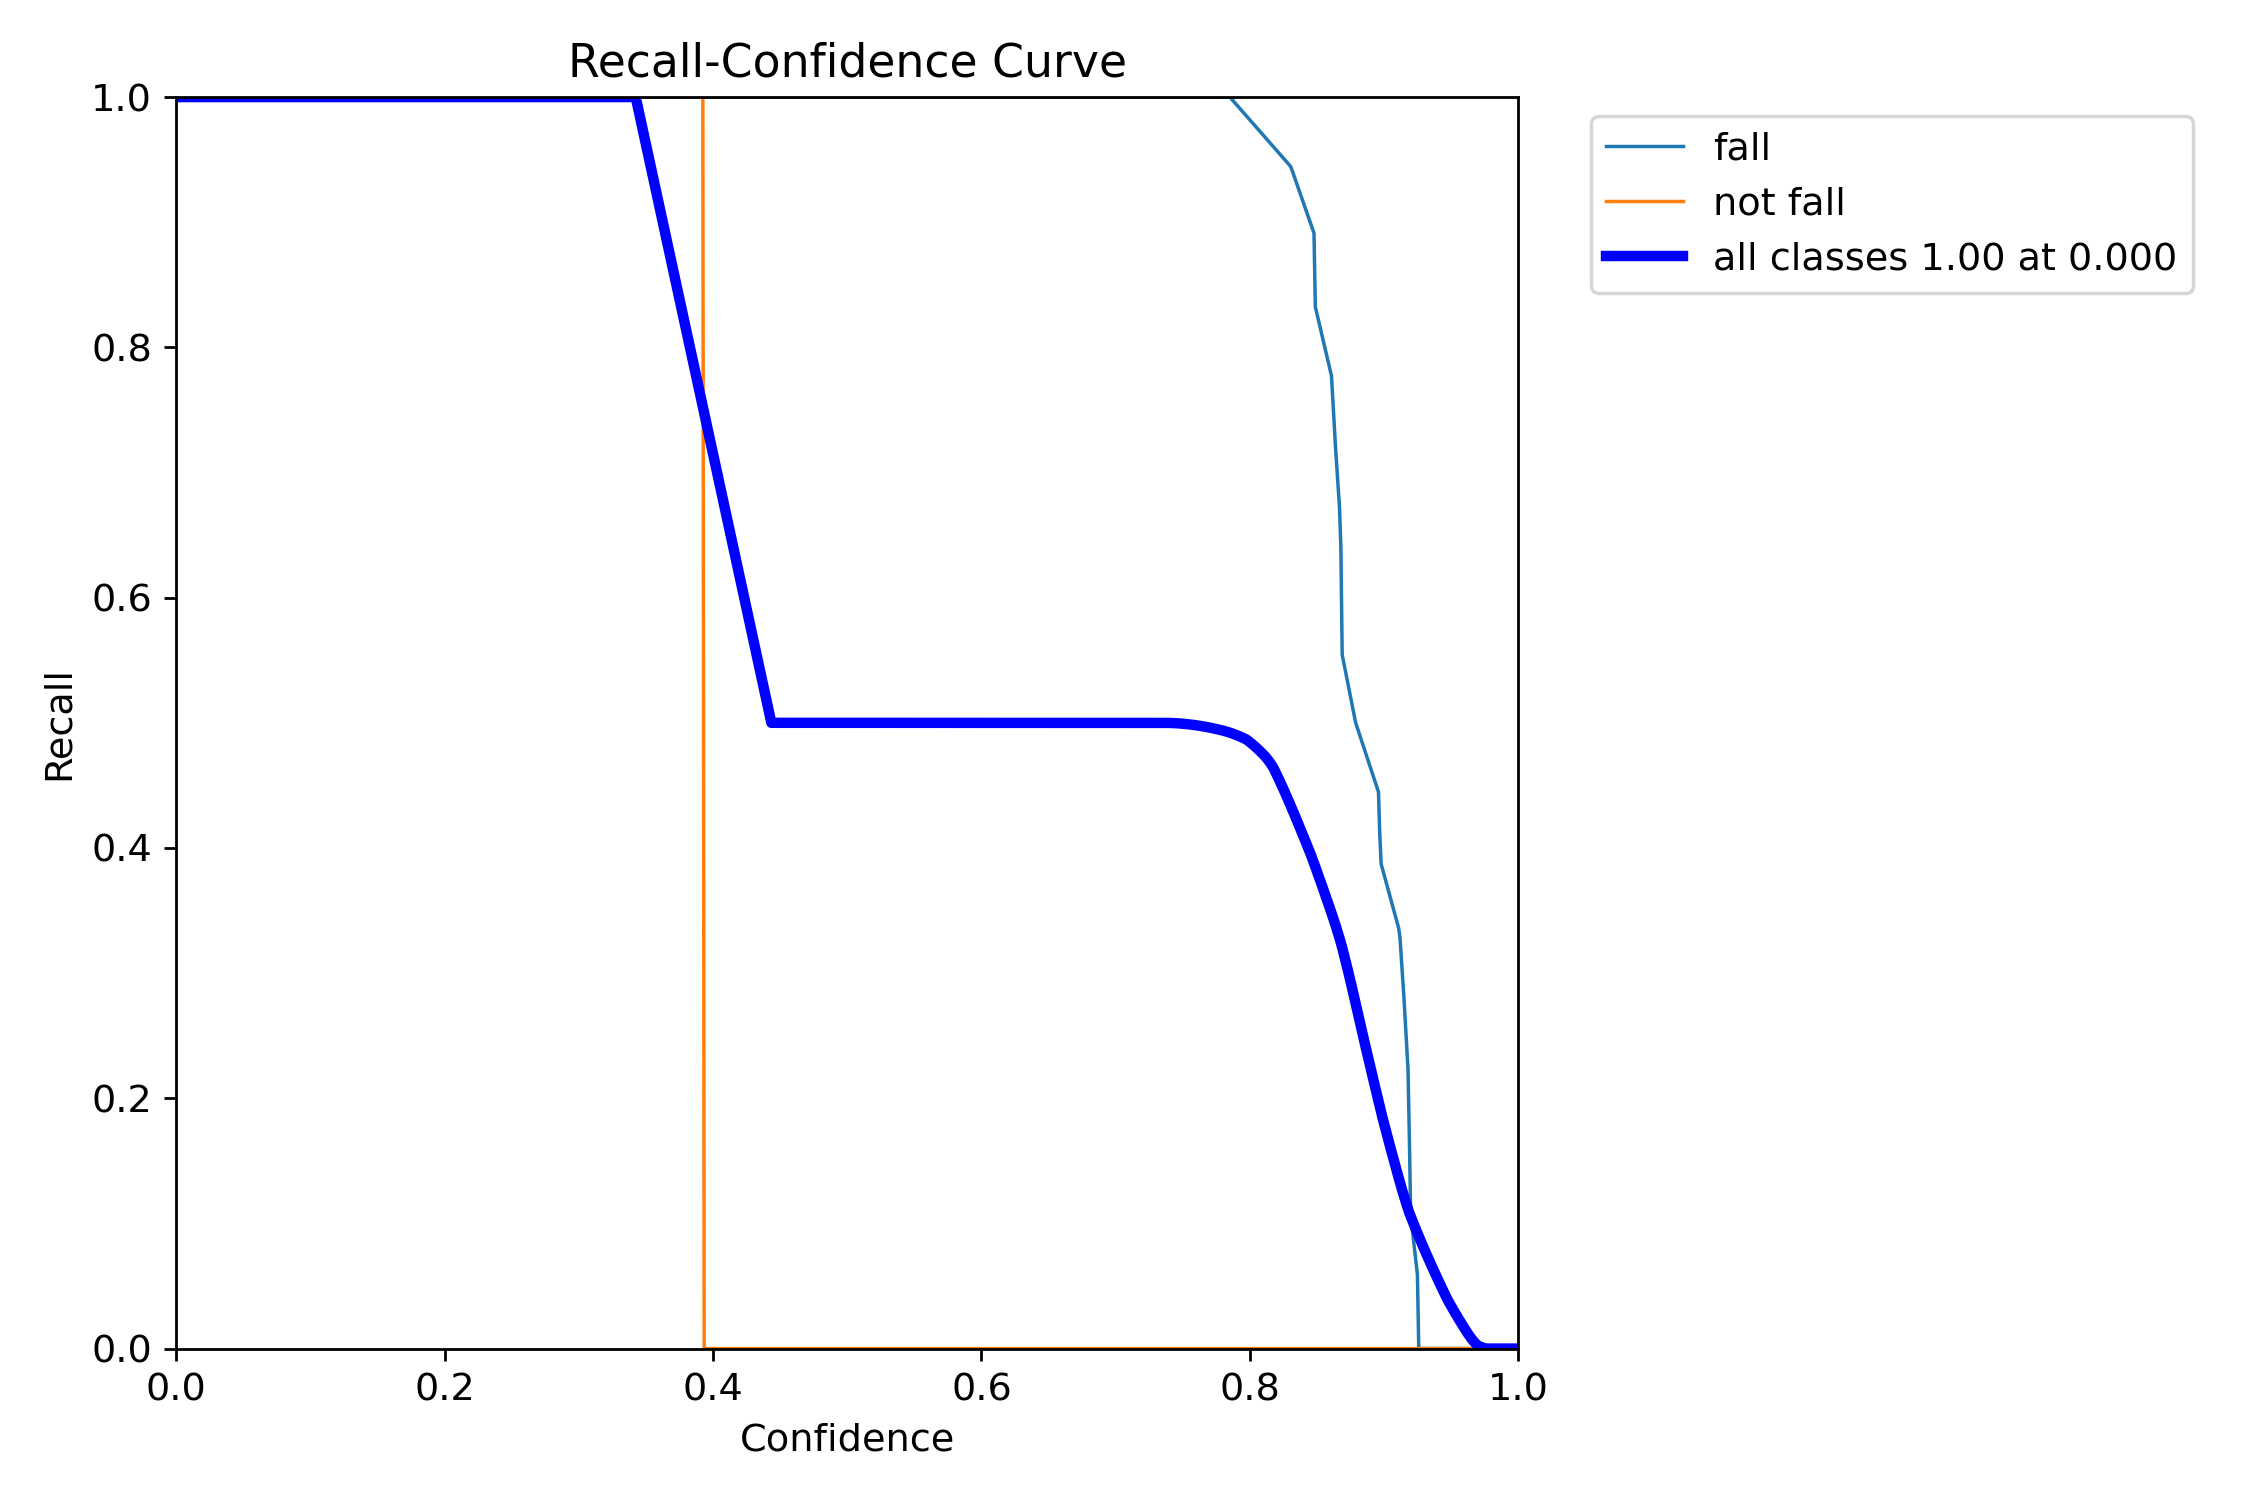 Recall-Confidence Curve
1.0
0.8
0.6
0.4
0.2
0.0
Recall
0.0 0.2 0.4 0.6 0.8 1.0
Confidence
fall
not fall
all classes 1.00 at 0.000